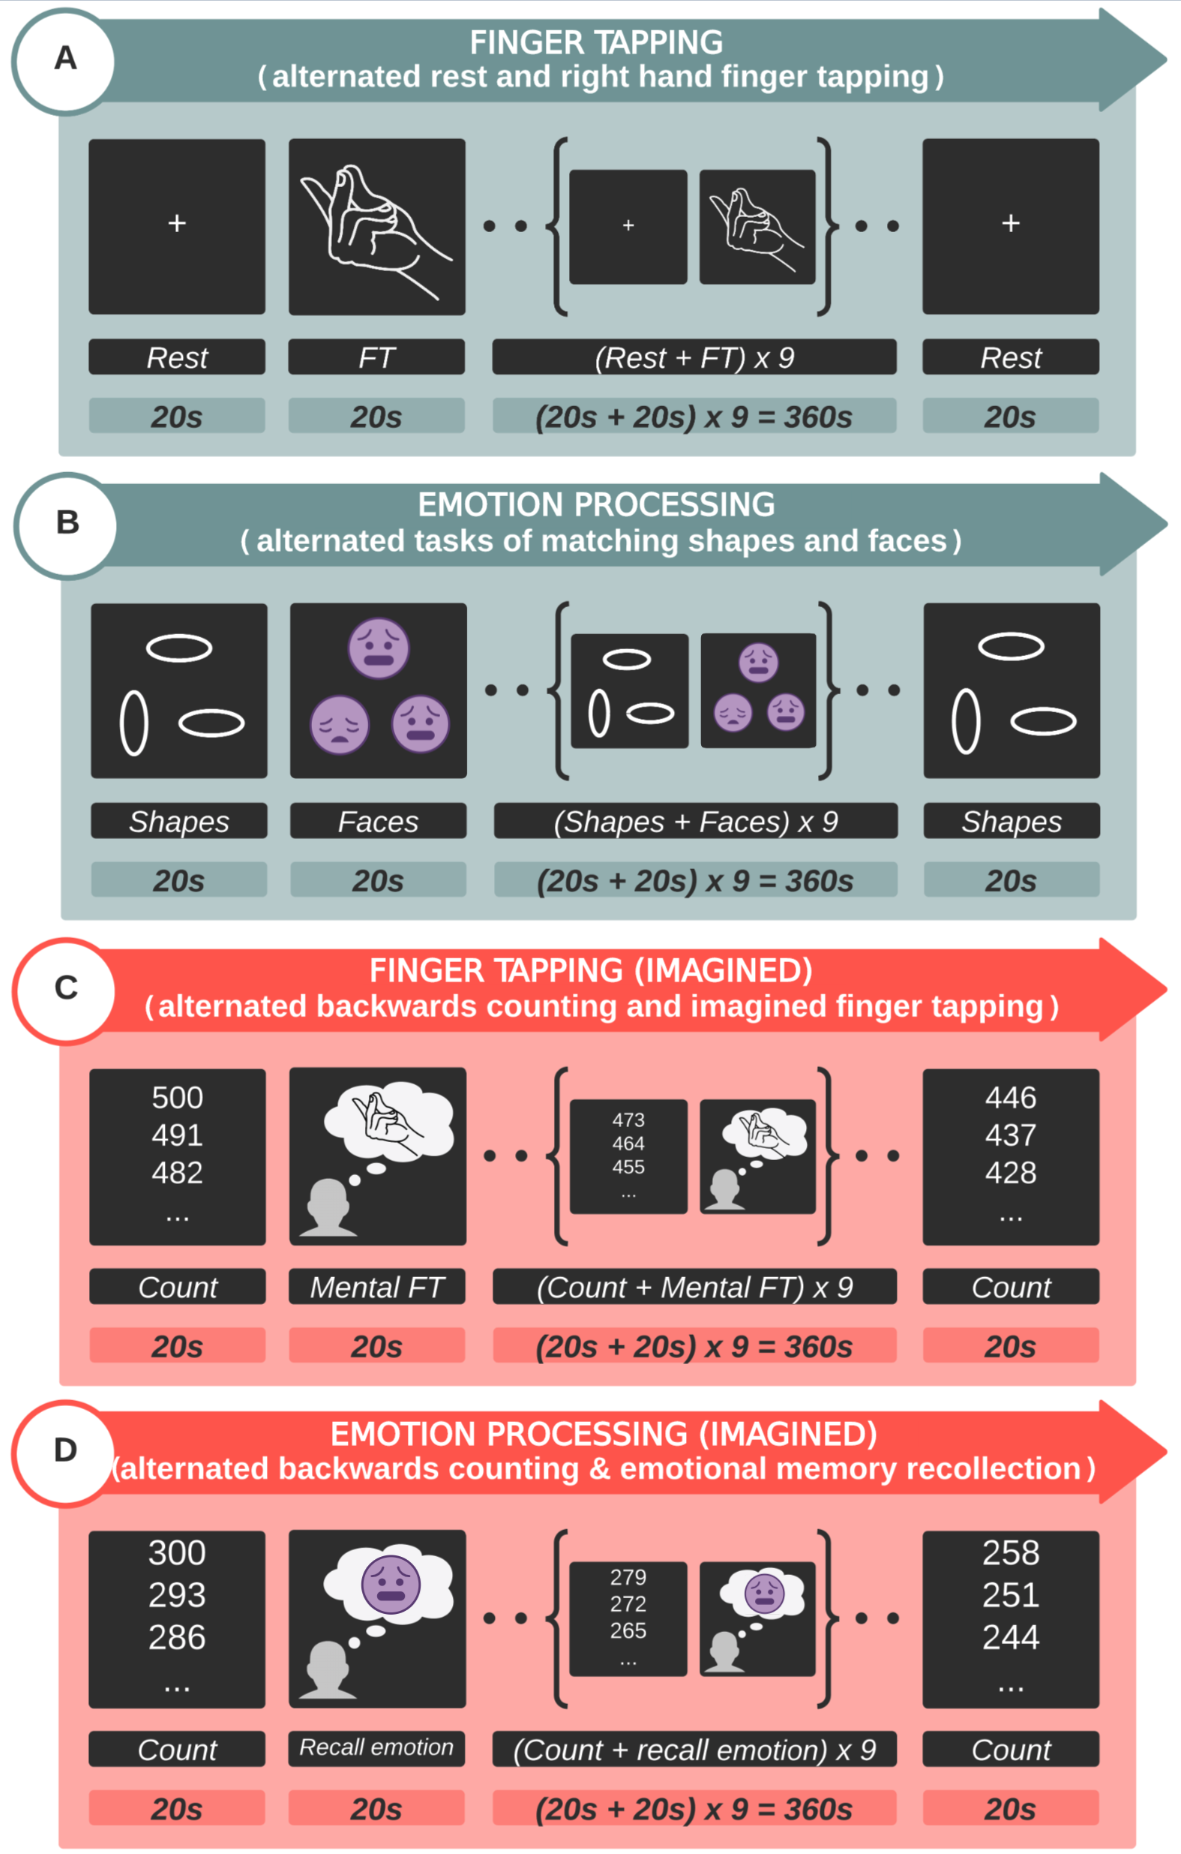 A
FINGER TAPPING
(alternated rest and right hand finger tapping)
+
+
+
Rest
FT
(Rest + FT) x 9
Rest
20s
20s
(20s + 20s) x 9 = 360s
20s
B
EMOTION PROCESSING
(alternated tasks of matching shapes and faces)
Shapes
Faces
(Shapes + Faces) x 9
Shapes
20s
20s
(20s + 20s) x 9 = 360s
20s
C
FINGER TAPPING (IMAGINED)
(alternated backwards counting and imagined finger tapping)
500
491
482
...
473
464
455
...
446
437
428
...
Count
Mental FT
(Count + Mental FT) x 9
Count
20s
20s
(20s + 20s) x 9 = 360s
20s
D
EMOTION PROCESSING (IMAGINED)
(alternated backwards counting & emotional memory recollection)
300
293
286
...
279
272
265
...
258
251
244
...
Count
Recall emotion
(Count + recall emotion) x 9
Count
20s
20s
(20s + 20s) x 9 = 360s
20s